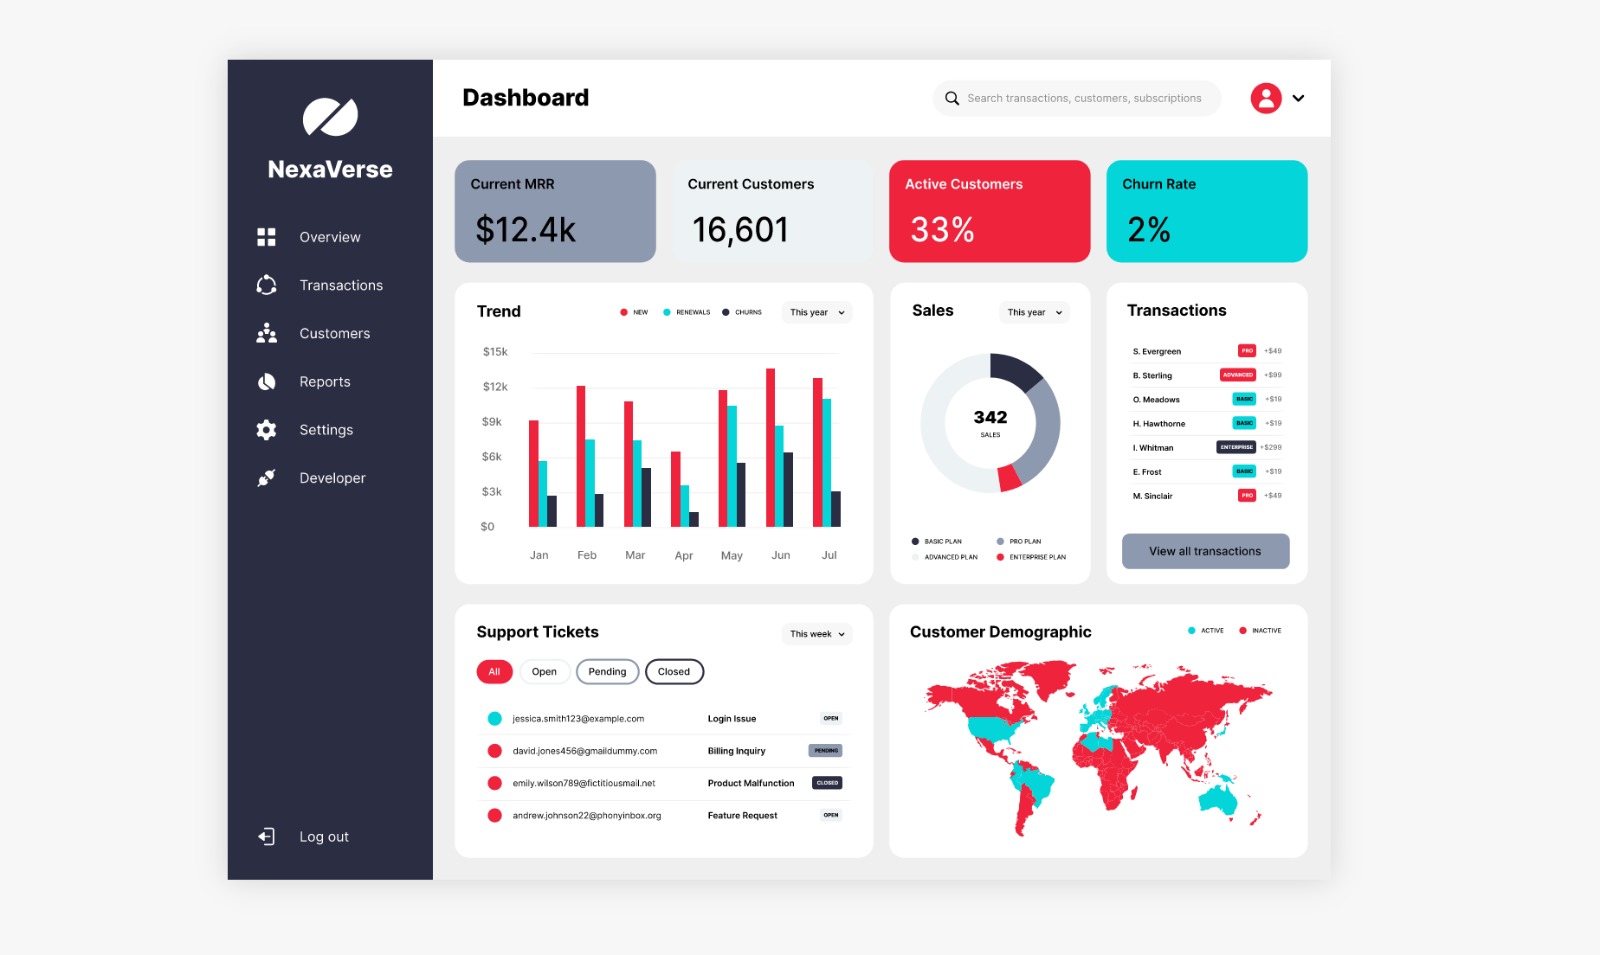 NexaVerse
Overview
Transactions
Customers
Reports
Settings
Developer
Log out
Dashboard
Search transactions, customers, subscriptions
Current MRR
$12.4k
Current Customers
16,601
Active Customers
33%
Churn Rate
2%
Trend
NEW RENEWALS CHURNS
This year
$15k
$12k
$9k
$6k
$3k
$0
Jan Feb Mar Apr May Jun Jul
Sales
This year
342
SALES
BASIC PLAN PRO PLAN
ADVANCED PLAN ENTERPRISE PLAN
Transactions
S. Evergreen PRO +$49
B. Sterling ADVANCED +$99
O. Meadows BASIC +$19
H. Hawthorne BASIC +$19
I. Whitman ENTERPRISE +$299
E. Frost BASIC +$19
M. Sinclair PRO +$49
View all transactions
Support Tickets
This week
All Open Pending Closed
jessica.smith123@example.com Login Issue OPEN
david.jones456@gmaildummy.com Billing Inquiry PENDING
emily.wilson789@fictitiousmail.net Product Malfunction CLOSED
andrew.johnson22@phonyinbox.org Feature Request OPEN
Customer Demographic
ACTIVE INACTIVE